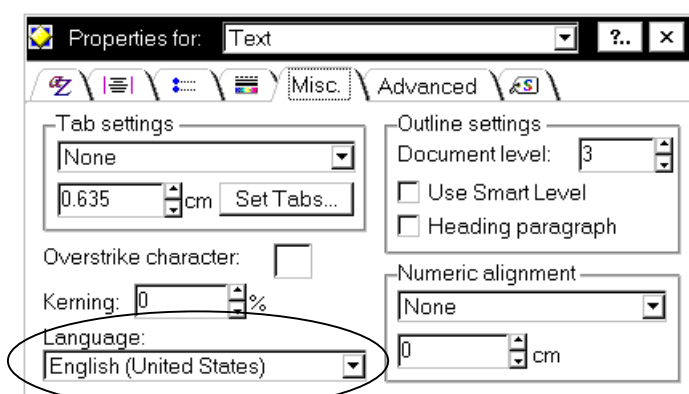 Properties for: Text ?..
Misc. Advanced
Tab settings
None
0.635 cm Set Tabs...
Overstrike character:
Kerning: 0 %
Language:
English (United States)
Outline settings
Document level: 3
Use Smart Level
Heading paragraph
Numeric alignment
None
0 cm